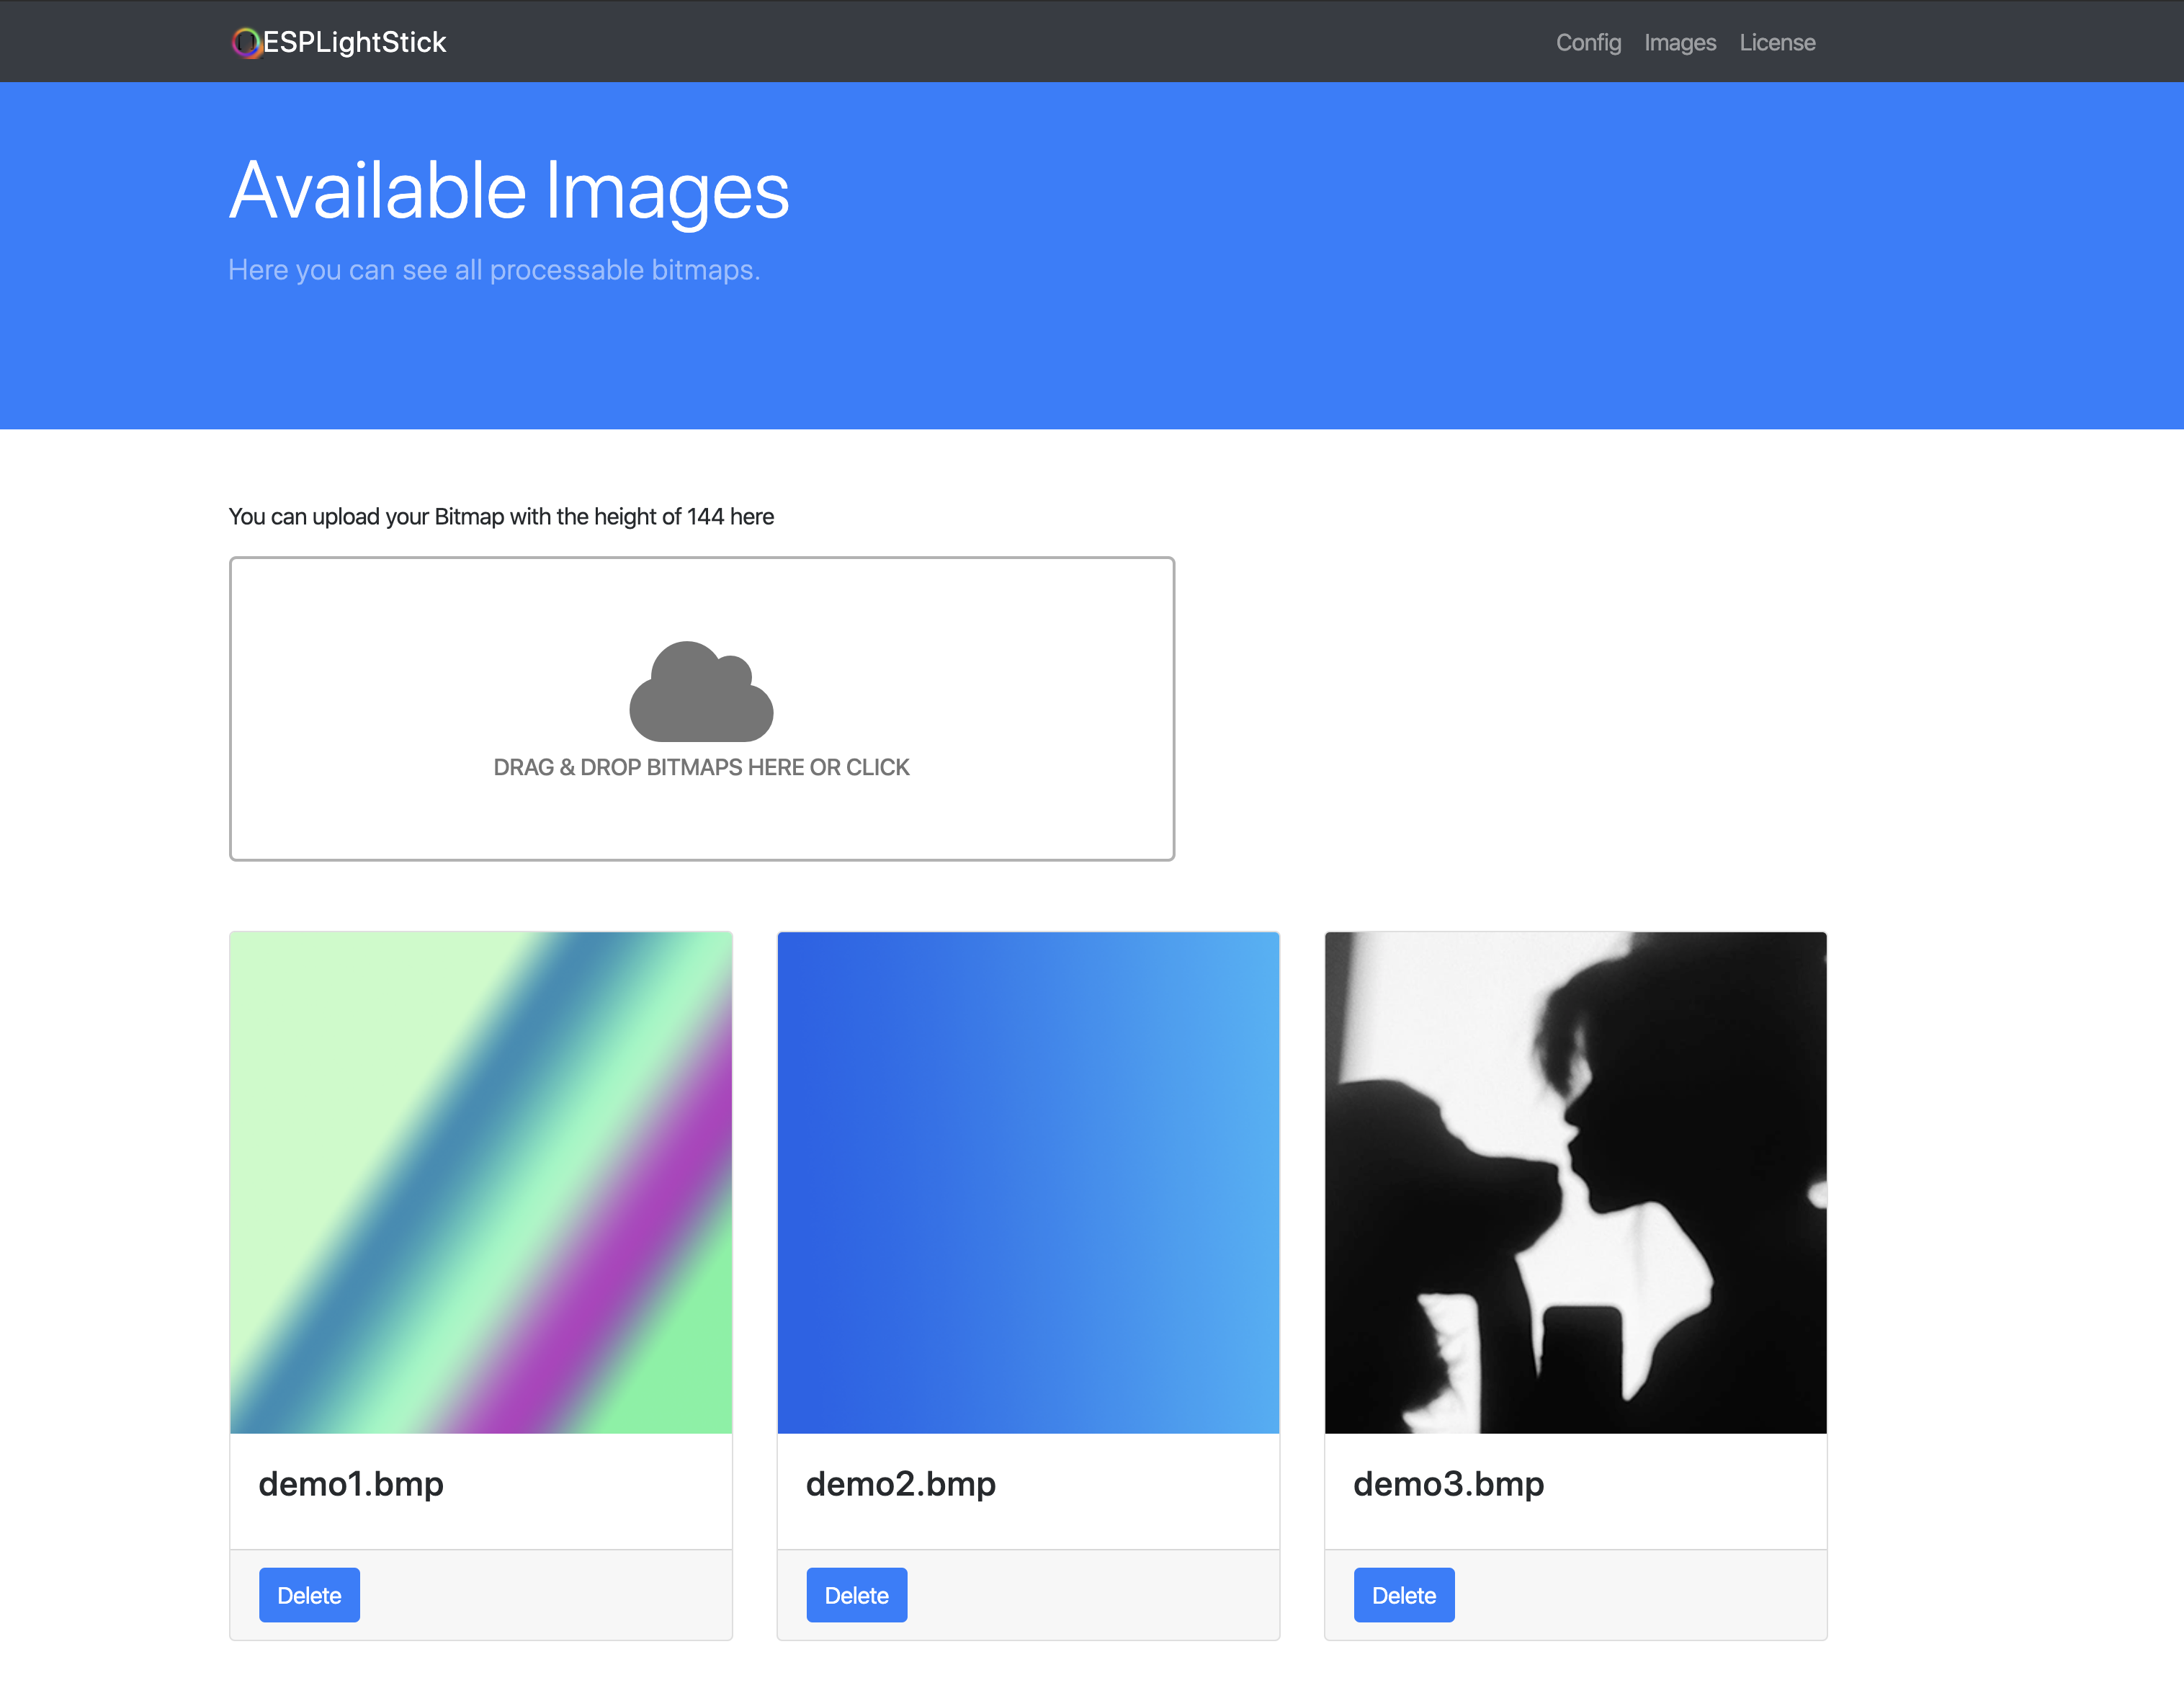 ESPLightStick
Config Images License
Available Images
Here you can see all processable bitmaps.
You can upload your Bitmap with the height of 144 here
DRAG & DROP BITMAPS HERE OR CLICK
demo1.bmp
demo2.bmp
demo3.bmp
Delete
Delete
Delete